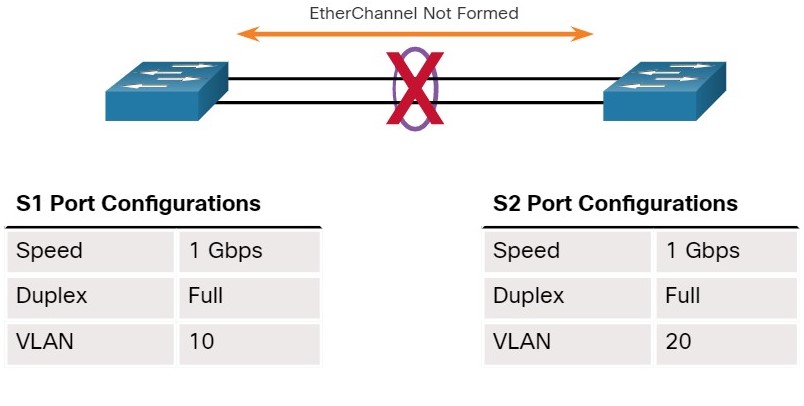 EtherChannel Not Formed
S1 Port Configurations
Speed 1 Gbps
Duplex Full
VLAN 10
S2 Port Configurations
Speed 1 Gbps
Duplex Full
VLAN 20